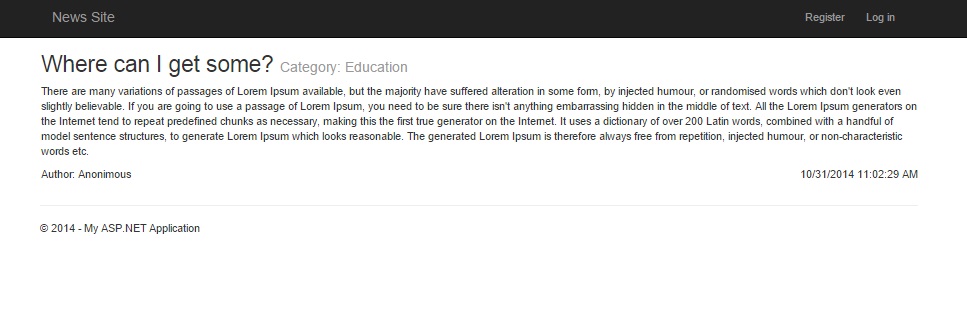 News Site Register Log in
Where can I get some? Category: Education
There are many variations of passages of Lorem Ipsum available, but the majority have suffered alteration in some form, by injected humour, or randomised words which don't look even
slightly believable. If you are going to use a passage of Lorem Ipsum, you need to be sure there isn't anything embarrassing hidden in the middle of text. All the Lorem Ipsum generators on
the Internet tend to repeat predefined chunks as necessary, making this the first true generator on the Internet. It uses a dictionary of over 200 Latin words, combined with a handful of
model sentence structures, to generate Lorem Ipsum which looks reasonable. The generated Lorem Ipsum is therefore always free from repetition, injected humour, or non-characteristic
words etc.
Author: Anonimous 10/31/2014 11:02:29 AM
© 2014 - My ASP.NET Application